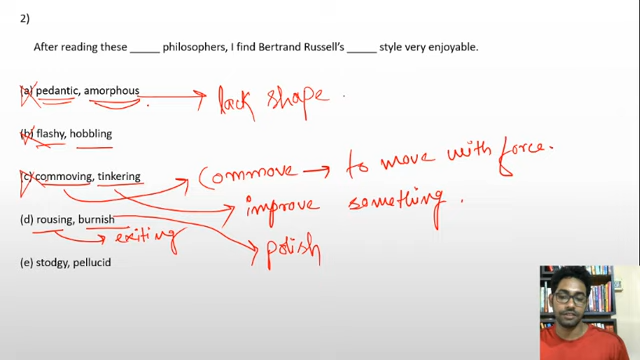 2)
After reading these _____ philosophers, I find Bertrand Russell's _____ style very enjoyable.
(a) pedantic, amorphous
lack shape
(b) flashy, hobbling
(c) commoving, tinkering
Commove → to move with force.
improve something.
(d) rousing, burnish
exiting
polish
(e) stodgy, pellucid